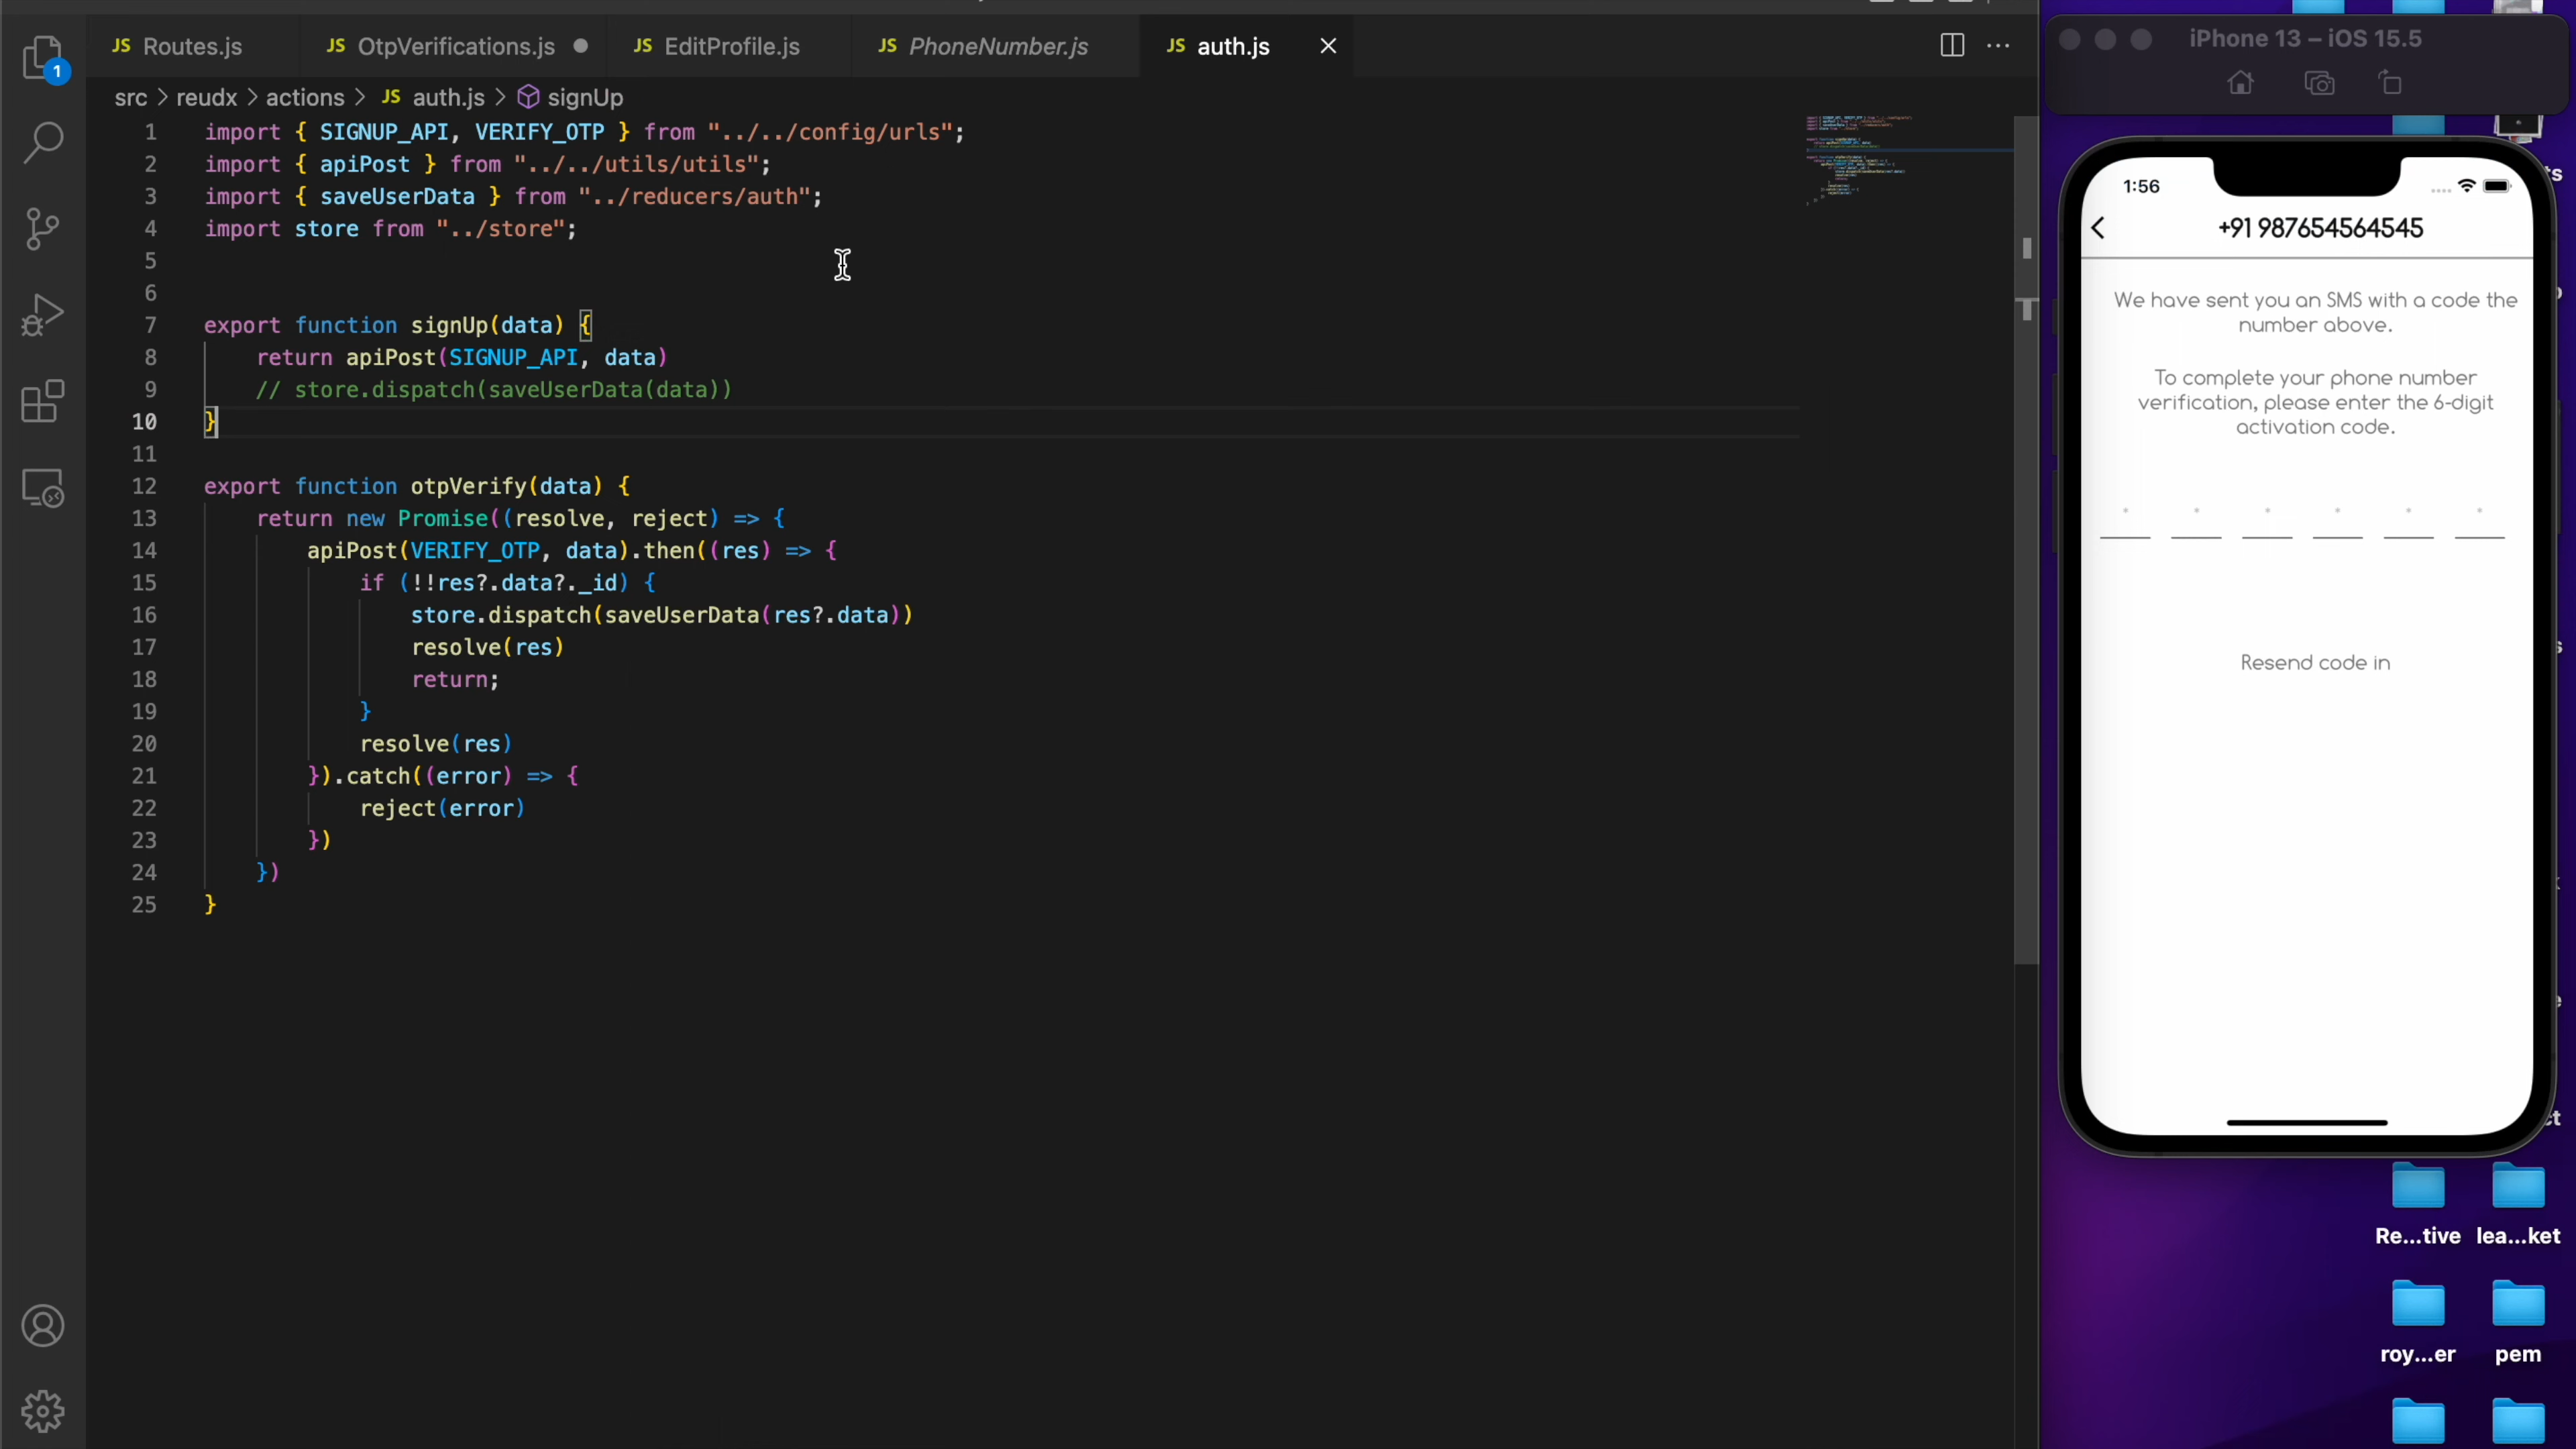 JS Routes.js
JS OtpVerifications.js
JS EditProfile.js
JS PhoneNumber.js
JS auth.js
src > reudx > actions > JS auth.js > signUp
1 import { SIGNUP_API, VERIFY_OTP } from "../../config/urls";
2 import { apiPost } from "../../utils/utils";
3 import { saveUserData } from "../reducers/auth";
4 import store from "../store";
5
6
7 export function signUp(data) {
8 return apiPost(SIGNUP_API, data)
9 // store.dispatch(saveUserData(data))
10 }
11
12 export function otpVerify(data) {
13 return new Promise((resolve, reject) => {
14 apiPost(VERIFY_OTP, data).then((res) => {
15 if (!!res?.data?._id) {
16 store.dispatch(saveUserData(res?.data))
17 resolve(res)
18 return;
19 }
20 resolve(res)
21 }).catch((error) => {
22 reject(error)
23 })
24 })
25 }
1
iPhone 13 – iOS 15.5
1:56
+91 987654564545
We have sent you an SMS with a code the
number above.
To complete your phone number
verification, please enter the 6-digit
activation code.
Resend code in
Re...tive lea...ket
roy...er pem